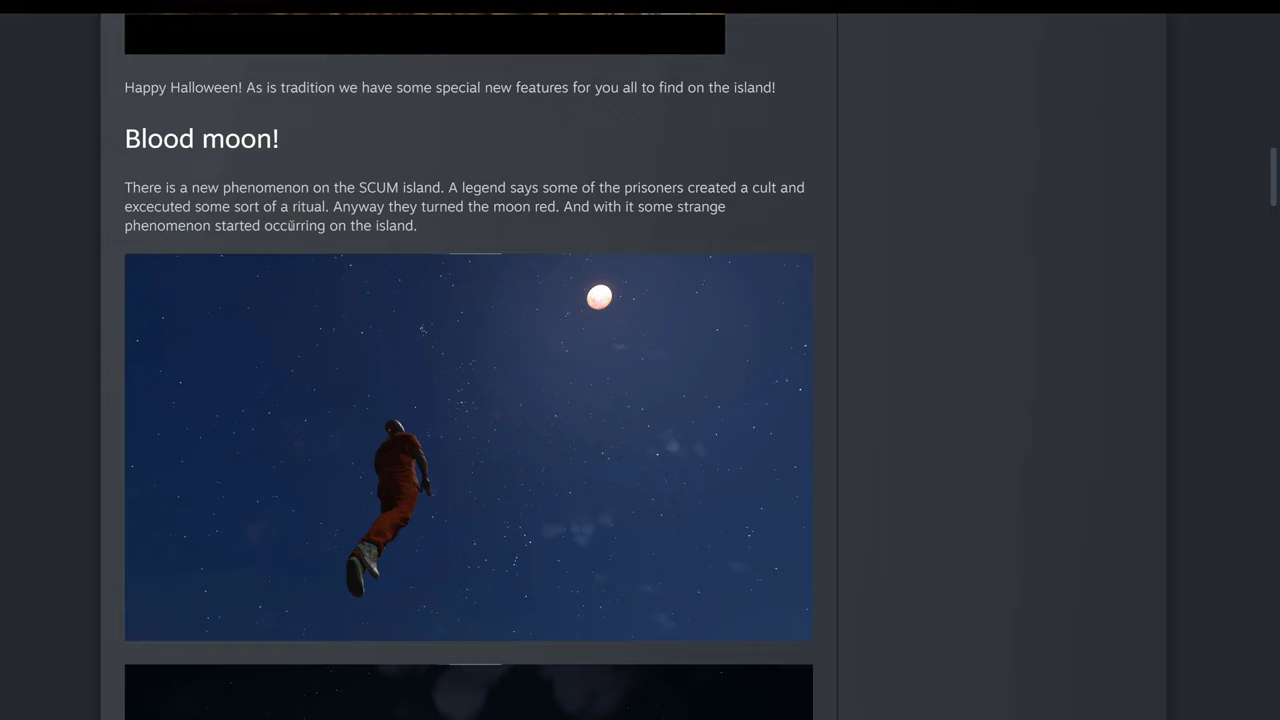 Happy Halloween! As is tradition we have some special new features for you all to find on the island!
Blood moon!
There is a new phenomenon on the SCUM island. A legend says some of the prisoners created a cult and
excecuted some sort of a ritual. Anyway they turned the moon red. And with it some strange
phenomenon started occurring on the island.